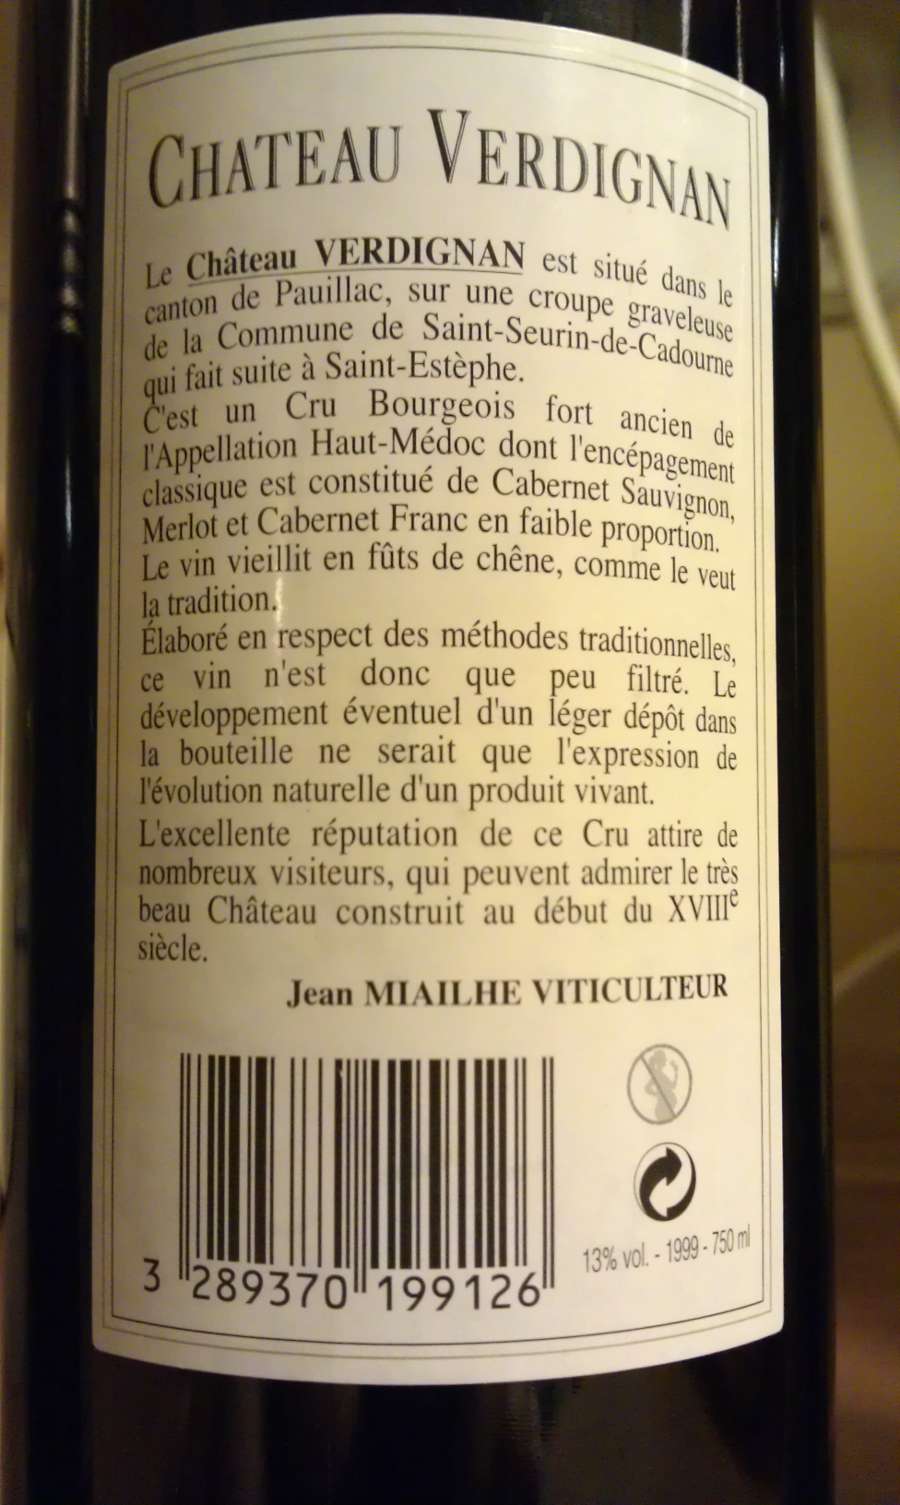 CHATEAU VERDIGNAN
Le Château VERDIGNAN est situé dans le
canton de Pauillac, sur une croupe graveleuse
de la Commune de Saint-Seurin-de-Cadourne
qui fait suite à Saint-Estèphe.
C'est un Cru Bourgeois fort ancien de
l'Appellation Haut-Médoc dont l'encépagement
classique est constitué de Cabernet Sauvignon,
Merlot et Cabernet Franc en faible proportion.
Le vin vieillit en fûts de chêne, comme le veut
la tradition.
Élaboré en respect des méthodes traditionnelles,
ce vin n'est donc que peu filtré. Le
développement éventuel d'un léger dépôt dans
la bouteille ne serait que l'expression de
l'évolution naturelle d'un produit vivant.
L'excellente réputation de ce Cru attire de
nombreux visiteurs, qui peuvent admirer le très
beau Château construit au début du XVIIIe
siècle.
Jean MIAILHE VITICULTEUR
13% vol. - 1999 - 750 ml
3 289370 199126